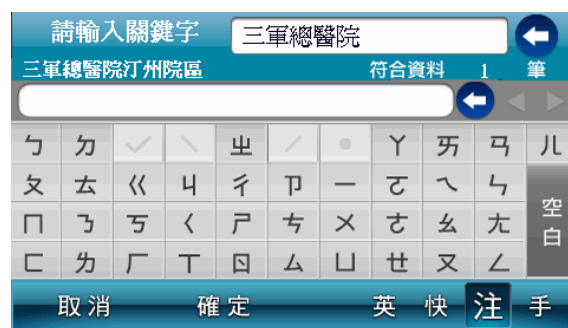 請輸入關鍵字 三軍總醫院
三軍總醫院汀州院區 符合資料 1 筆
ㄅ ㄉ ˇ ˋ ㄓ ˊ ˙ ㄚ ㄞ ㄢ ㄦ
ㄆ ㄊ ㄍ ㄐ ㄔ ㄗ ㄧ ㄛ ㄟ ㄣ
ㄇ ㄋ ㄎ ㄑ ㄕ ㄘ ㄨ ㄜ ㄠ ㄤ 空白
ㄈ ㄌ ㄏ ㄒ ㄖ ㄙ ㄩ ㄝ ㄡ ㄥ
取消 確定 英 快 注 手